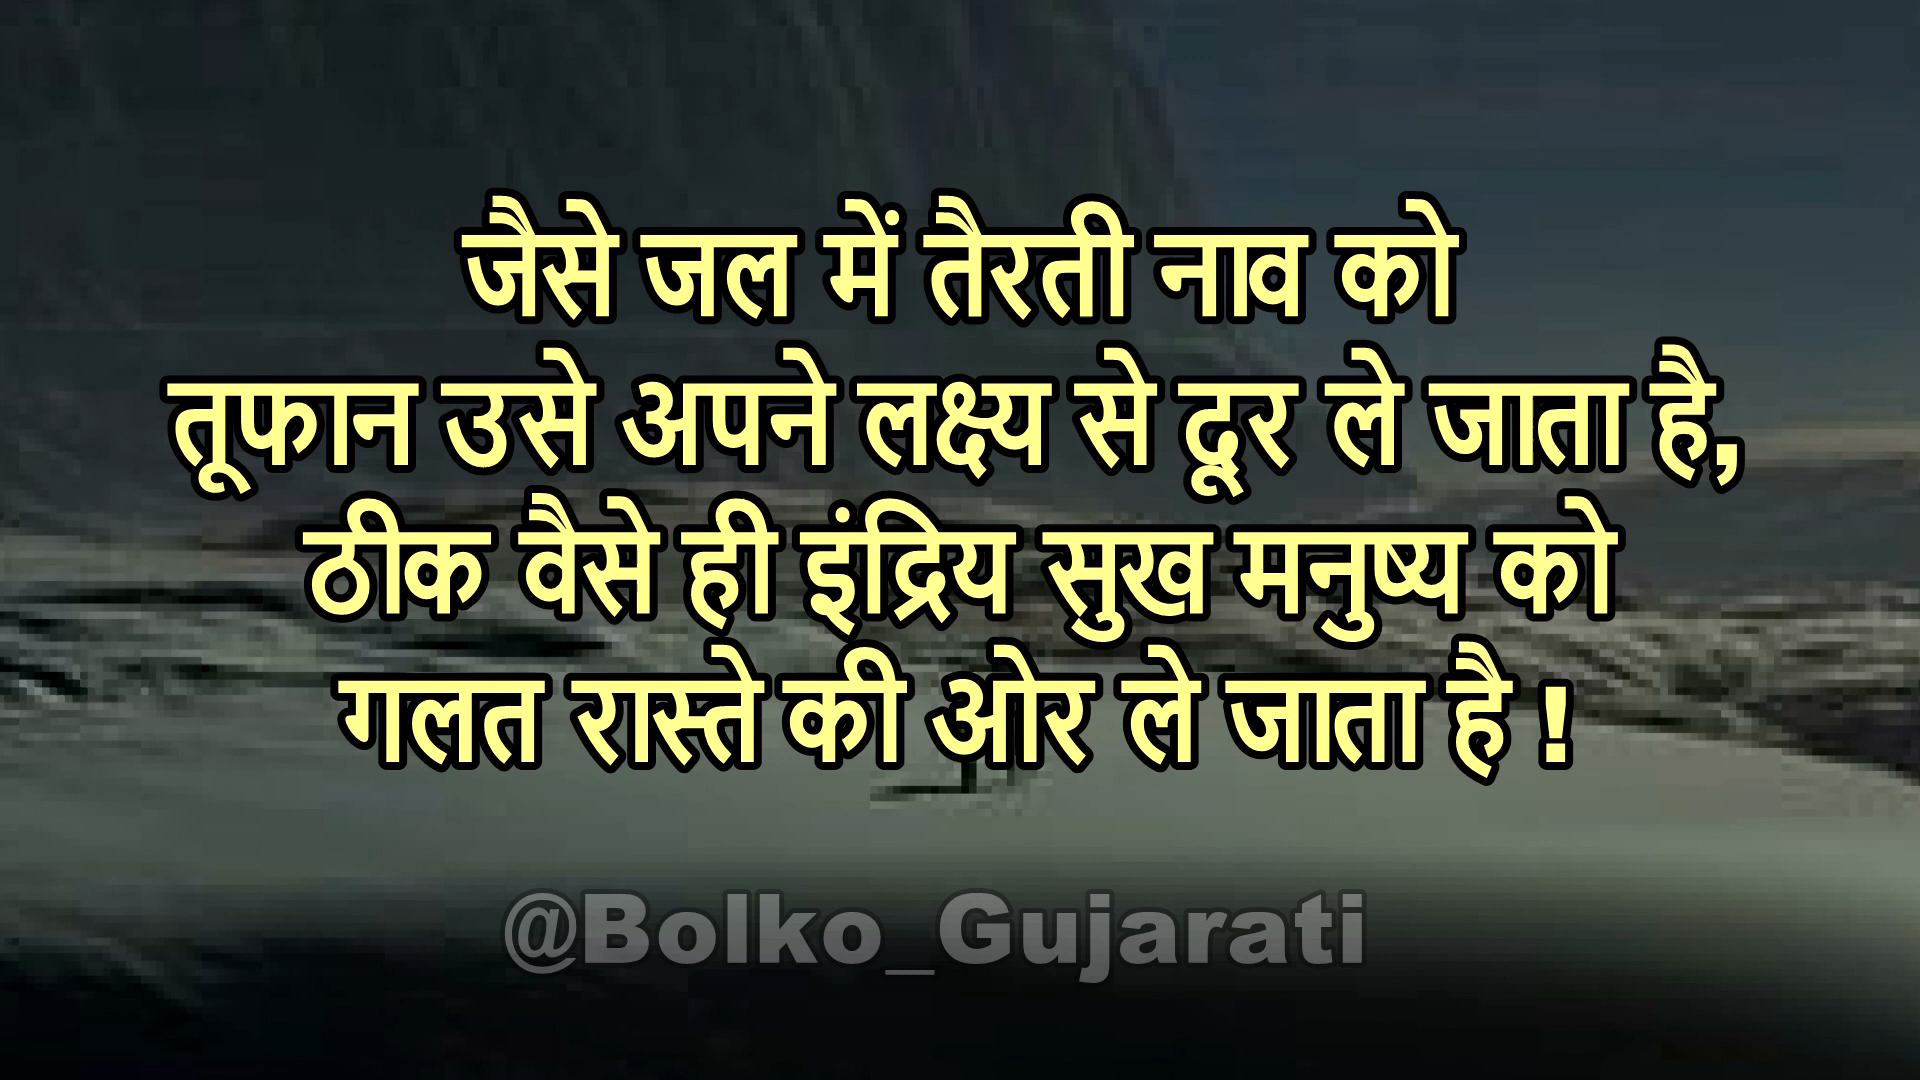 जैसे जल में तैरती नाव को
तूफान उसे अपने लक्ष्य से दूर ले जाता है,
ठीक वैसे ही इंद्रिय सुख मनुष्य को
गलत रास्ते की ओर ले जाता है !
@Bolko_Gujarati